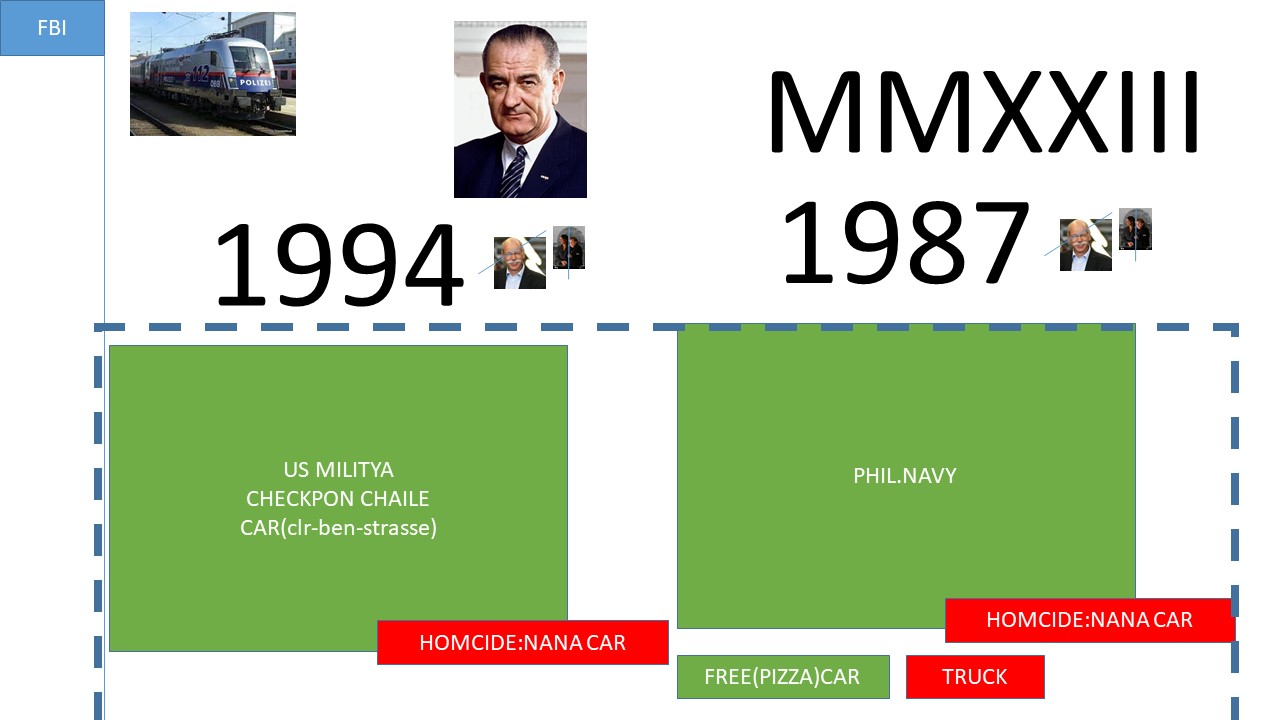 FBI
112
POLIZEI
MMXXIII
1994
1987
US MILITYA
CHECKPON CHAILE
CAR(clr-ben-strasse)
PHIL.NAVY
HOMCIDE:NANA CAR
HOMCIDE:NANA CAR
FREE(PIZZA)CAR
TRUCK